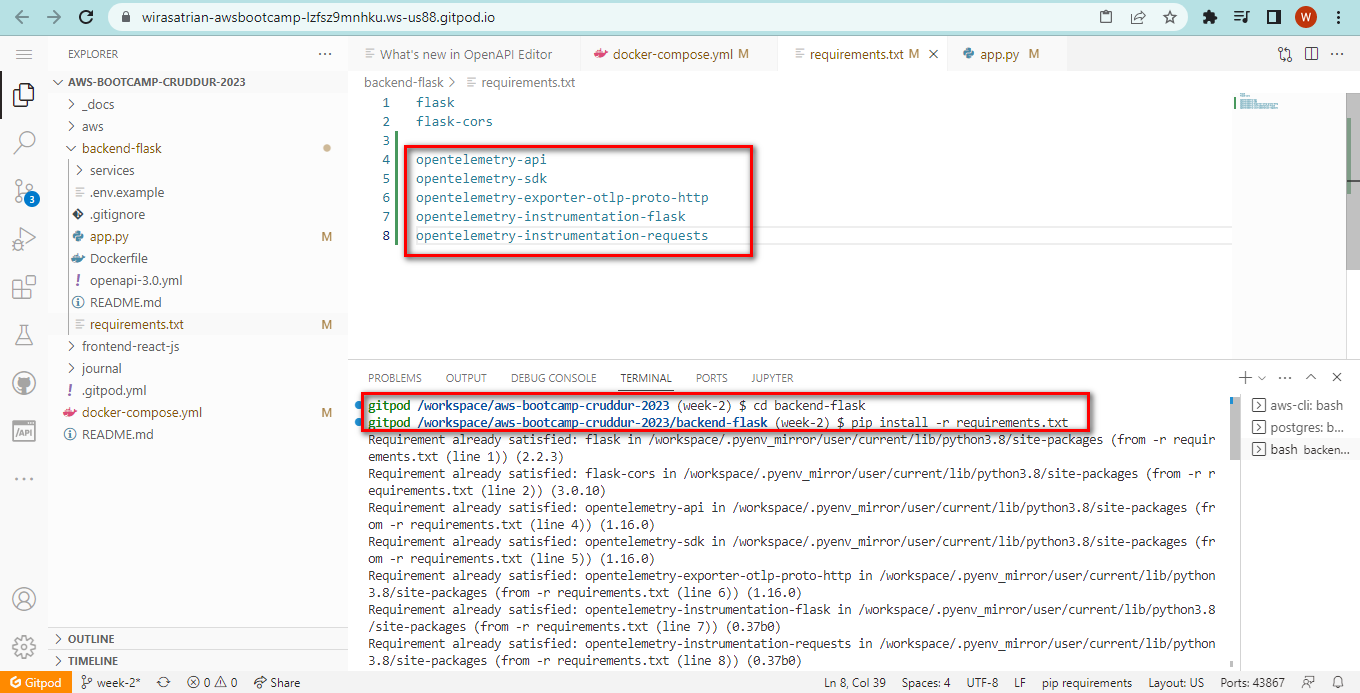 wirasatrian-awsbootcamp-lzfsz9mnhku.ws-us88.gitpod.io
W
EXPLORER
AWS-BOOTCAMP-CRUDDUR-2023
_docs
aws
backend-flask
services
.env.example
.gitignore
app.py M
Dockerfile
openapi-3.0.yml
README.md
requirements.txt M
frontend-react-js
journal
.gitpod.yml
docker-compose.yml M
README.md
OUTLINE
TIMELINE
3
What's new in OpenAPI Editor docker-compose.yml M requirements.txt M app.py M
backend-flask > requirements.txt
1 flask
2 flask-cors
3
4 opentelemetry-api
5 opentelemetry-sdk
6 opentelemetry-exporter-otlp-proto-http
7 opentelemetry-instrumentation-flask
8 opentelemetry-instrumentation-requests
PROBLEMS OUTPUT DEBUG CONSOLE TERMINAL PORTS JUPYTER
gitpod /workspace/aws-bootcamp-cruddur-2023 (week-2) $ cd backend-flask
gitpod /workspace/aws-bootcamp-cruddur-2023/backend-flask (week-2) $ pip install -r requirements.txt
Requirement already satisfied: flask in /workspace/.pyenv_mirror/user/current/lib/python3.8/site-packages (from -r requir
ements.txt (line 1)) (2.2.3)
Requirement already satisfied: flask-cors in /workspace/.pyenv_mirror/user/current/lib/python3.8/site-packages (from -r r
equirements.txt (line 2)) (3.0.10)
Requirement already satisfied: opentelemetry-api in /workspace/.pyenv_mirror/user/current/lib/python3.8/site-packages (fr
om -r requirements.txt (line 4)) (1.16.0)
Requirement already satisfied: opentelemetry-sdk in /workspace/.pyenv_mirror/user/current/lib/python3.8/site-packages (fr
om -r requirements.txt (line 5)) (1.16.0)
Requirement already satisfied: opentelemetry-exporter-otlp-proto-http in /workspace/.pyenv_mirror/user/current/lib/python
3.8/site-packages (from -r requirements.txt (line 6)) (1.16.0)
Requirement already satisfied: opentelemetry-instrumentation-flask in /workspace/.pyenv_mirror/user/current/lib/python3.8
/site-packages (from -r requirements.txt (line 7)) (0.37b0)
Requirement already satisfied: opentelemetry-instrumentation-requests in /workspace/.pyenv_mirror/user/current/lib/python
3.8/site-packages (from -r requirements.txt (line 8)) (0.37b0)
aws-cli: bash
postgres: b...
bash backen...
/API
Gitpod week-2* 0 0 Share Ln 8, Col 39 Spaces: 4 UTF-8 LF pip requirements Layout: US Ports: 43867